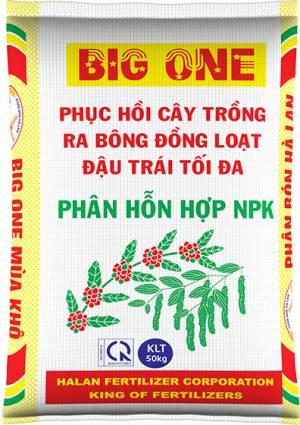 BIG ONE
PHỤC HỒI CÂY TRỒNG
RA BÔNG ĐỒNG LOẠT
ĐẬU TRÁI TỐI ĐA
PHÂN HỖN HỢP NPK
BIG ONE MÙA KHÔ
PHÂN BÓN HÀ LAN
KLT
50kg
HALAN FERTILIZER CORPORATION
KING OF FERTILIZERS